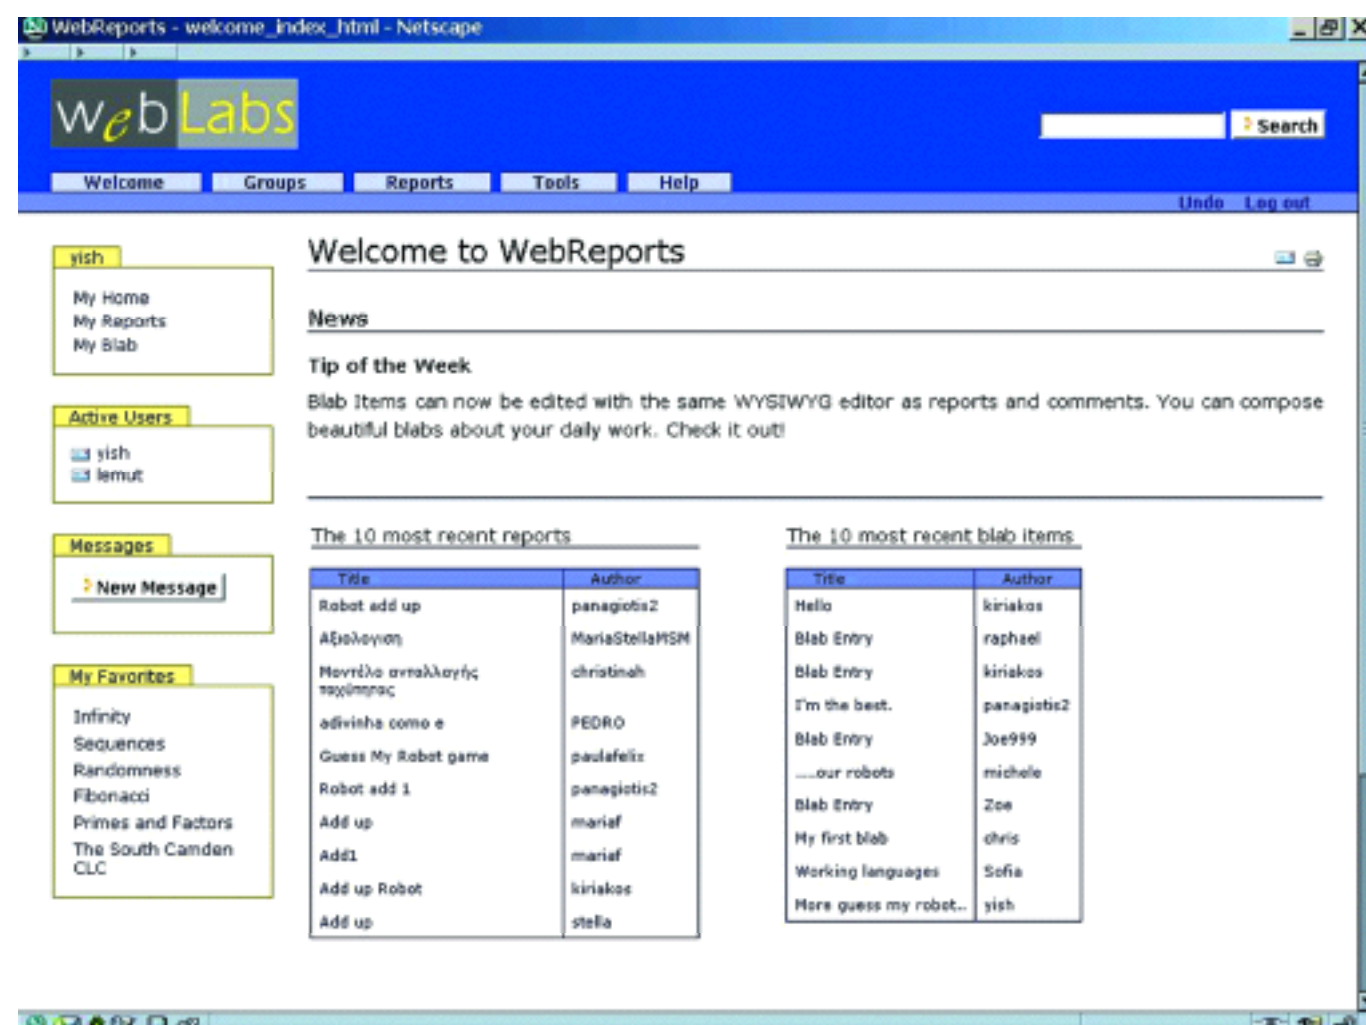 WebReports - welcome_index_html - Netscape
web Labs
Search
Welcome Groups Reports Tools Help
Undo Log out
yish
My Home
My Reports
My Blab
Active Users
yish
lemut
Messages
New Message
My Favorites
Infinity
Sequences
Randomness
Fibonacci
Primes and Factors
The South Camden
CLC
Welcome to WebReports
News
Tip of the Week
Blab Items can now be edited with the same WYSIWYG editor as reports and comments. You can compose
beautiful blabs about your daily work. Check it out!
The 10 most recent reports
Title Author
Robot add up panagiotis2
Αξιολογιση MariaStellaMSM
Μοντέλο ανταλλαγής christinah
ταχύτητας
adivinha como e PEDRO
Guess My Robot game paulafelix
Robot add 1 panagiotis2
Add up mariaf
Add1 mariaf
Add up Robot kiriakos
Add up stella
The 10 most recent blab items
Title Author
Hello kiriakos
Blab Entry raphael
Blab Entry kiriakos
I'm the best. panagiotis2
Blab Entry Joe999
....our robots michele
Blab Entry Zoe
My first blab chris
Working languages Sofia
More guess my robot.. yish